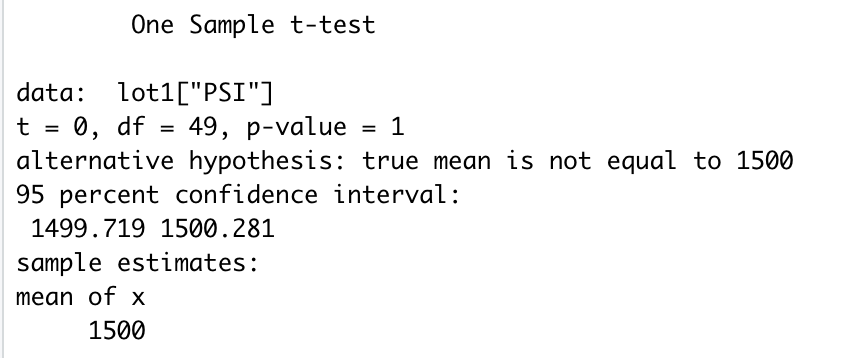 One Sample t-test
data:  lot1["PSI"]
t = 0, df = 49, p-value = 1
alternative hypothesis: true mean is not equal to 1500
95 percent confidence interval:
1499.719 1500.281
sample estimates:
mean of x
1500